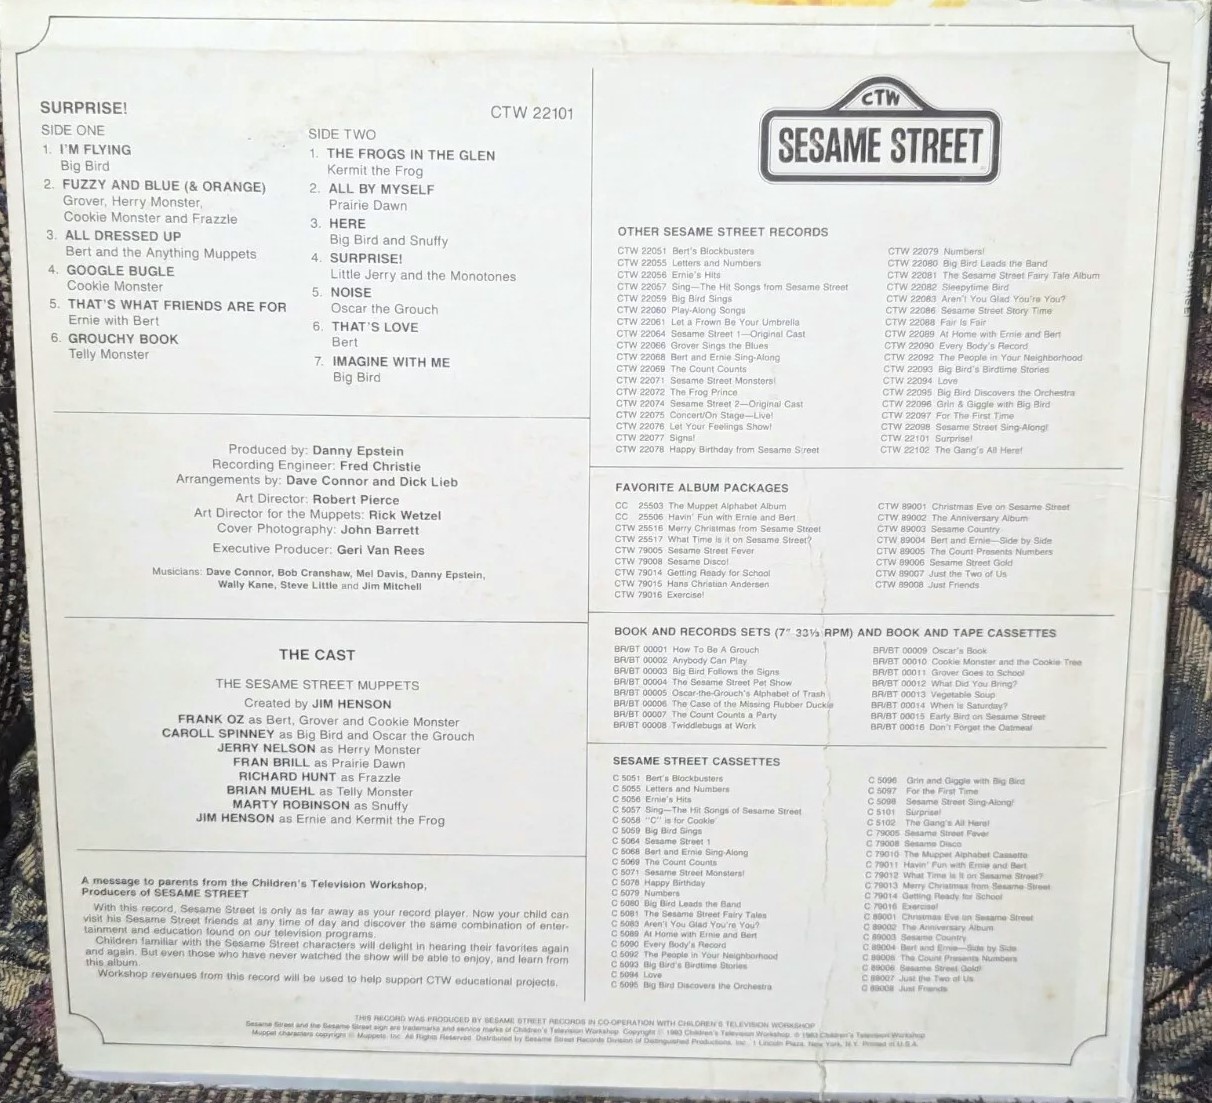 SURPRISE!
CTW 22101
SIDE ONE
1. I'M FLYING
Big Bird
2. FUZZY AND BLUE (& ORANGE)
Grover, Herry Monster,
Cookie Monster and Frazzle
3. ALL DRESSED UP
Bert and the Anything Muppets
4. GOOGLE BUGLE
Cookie Monster
5. THAT'S WHAT FRIENDS ARE FOR
Ernie with Bert
6. GROUCHY BOOK
Telly Monster
SIDE TWO
1. THE FROGS IN THE GLEN
Kermit the Frog
2. ALL BY MYSELF
Prairie Dawn
3. HERE
Big Bird and Snuffy
4. SURPRISE!
Little Jerry and the Monotones
5. NOISE
Oscar the Grouch
6. THAT'S LOVE
Bert
7. IMAGINE WITH ME
Big Bird
Produced by: Danny Epstein
Recording Engineer: Fred Christie
Arrangements by: Dave Connor and Dick Lieb
Art Director: Robert Pierce
Art Director for the Muppets: Rick Wetzel
Cover Photography: John Barrett
Executive Producer: Geri Van Rees
Musicians: Dave Connor, Bob Cranshaw, Mel Davis, Danny Epstein,
Wally Kane, Steve Little and Jim Mitchell
THE CAST
THE SESAME STREET MUPPETS
Created by JIM HENSON
FRANK OZ as Bert, Grover and Cookie Monster
CAROLL SPINNEY as Big Bird and Oscar the Grouch
JERRY NELSON as Herry Monster
FRAN BRILL as Prairie Dawn
RICHARD HUNT as Frazzle
BRIAN MUEHL as Telly Monster
MARTY ROBINSON as Snuffy
JIM HENSON as Ernie and Kermit the Frog
A message to parents from the Children's Television Workshop,
Producers of SESAME STREET
With this record, Sesame Street is only as far away as your record player. Now your child can
visit his Sesame Street friends at any time of day and discover the same combination of enter-
tainment and education found on our television programs.
Children familiar with the Sesame Street characters will delight in hearing their favorites again
and again. But even those who have never watched the show will be able to enjoy, and learn from
this album.
Workshop revenues from this record will be used to help support CTW educational projects.
CTW
SESAME STREET
OTHER SESAME STREET RECORDS
CTW 22051 Bert's Blockbusters
CTW 22055 Letters and Numbers
CTW 22056 Ernie's Hits
CTW 22057 Sing—The Hit Songs from Sesame Street
CTW 22059 Big Bird Sings
CTW 22060 Play-Along Songs
CTW 22061 Let a Frown Be Your Umbrella
CTW 22064 Sesame Street 1—Original Cast
CTW 22066 Grover Sings the Blues
CTW 22068 Bert and Ernie Sing-Along
CTW 22069 The Count Counts
CTW 22071 Sesame Street Monsters!
CTW 22072 The Frog Prince
CTW 22074 Sesame Street 2—Original Cast
CTW 22075 Concert/On Stage—Live!
CTW 22076 Let Your Feelings Show!
CTW 22077 Signs!
CTW 22078 Happy Birthday from Sesame Street
CTW 22079 Numbers!
CTW 22080 Big Bird Leads the Band
CTW 22081 The Sesame Street Fairy Tale Album
CTW 22082 Sleepytime Bird
CTW 22083 Aren't You Glad You're You?
CTW 22086 Sesame Street Story Time
CTW 22088 Fair Is Fair
CTW 22089 At Home with Ernie and Bert
CTW 22090 Every Body's Record
CTW 22092 The People in Your Neighborhood
CTW 22093 Big Bird's Birdtime Stories
CTW 22094 Love
CTW 22095 Big Bird Discovers the Orchestra
CTW 22096 Grin & Giggle with Big Bird
CTW 22097 For The First Time
CTW 22098 Sesame Street Sing-Along!
CTW 22101 Surprise!
CTW 22102 The Gang's All Here!
FAVORITE ALBUM PACKAGES
CC 25503 The Muppet Alphabet Album
CC 25506 Havin' Fun with Ernie and Bert
CTW 25516 Merry Christmas from Sesame Street
CTW 25517 What Time Is it on Sesame Street?
CTW 79005 Sesame Street Fever
CTW 79008 Sesame Disco!
CTW 79014 Getting Ready for School
CTW 79015 Hans Christian Andersen
CTW 79016 Exercise!
CTW 89001 Christmas Eve on Sesame Street
CTW 89002 The Anniversary Album
CTW 89003 Sesame Country
CTW 89004 Bert and Ernie—Side by Side
CTW 89005 The Count Presents Numbers
CTW 89006 Sesame Street Gold
CTW 89007 Just the Two of Us
CTW 89008 Just Friends
BOOK AND RECORDS SETS (7" 33⅓ RPM) AND BOOK AND TAPE CASSETTES
BR/BT 00001 How To Be A Grouch
BR/BT 00002 Anybody Can Play
BR/BT 00003 Big Bird Follows the Signs
BR/BT 00004 The Sesame Street Pet Show
BR/BT 00005 Oscar-the-Grouch's Alphabet of Trash
BR/BT 00006 The Case of the Missing Rubber Duckie
BR/BT 00007 The Count Counts a Party
BR/BT 00008 Twiddlebugs at Work
BR/BT 00009 Oscar's Book
BR/BT 00010 Cookie Monster and the Cookie Tree
BR/BT 00011 Grover Goes to School
BR/BT 00012 What Did You Bring?
BR/BT 00013 Vegetable Soup
BR/BT 00014 When is Saturday?
BR/BT 00015 Early Bird on Sesame Street
BR/BT 00016 Don't Forget the Oatmeal
SESAME STREET CASSETTES
C 5051 Bert's Blockbusters
C 5055 Letters and Numbers
C 5056 Ernie's Hits
C 5057 Sing—The Hit Songs of Sesame Street
C 5058 "C" is for Cookie
C 5059 Big Bird Sings
C 5064 Sesame Street 1
C 5068 Bert and Ernie Sing-Along
C 5069 The Count Counts
C 5071 Sesame Street Monsters!
C 5078 Happy Birthday
C 5079 Numbers
C 5080 Big Bird Leads the Band
C 5081 The Sesame Street Fairy Tales
C 5083 Aren't You Glad You're You?
C 5089 At Home with Ernie and Bert
C 5090 Every Body's Record
C 5092 The People in Your Neighborhood
C 5093 Big Bird's Birdtime Stories
C 5094 Love
C 5095 Big Bird Discovers the Orchestra
C 5096 Grin and Giggle with Big Bird
C 5097 For the First Time
C 5098 Sesame Street Sing-Along!
C 5101 Surprise!
C 5102 The Gang's All Here!
C 79005 Sesame Street Fever
C 79008 Sesame Disco
C 79010 The Muppet Alphabet Cassette
C 79011 Havin' Fun with Ernie and Bert
C 79012 What Time Is It on Sesame Street?
C 79013 Merry Christmas from Sesame Street
C 79014 Getting Ready for School
C 79016 Exercise!
C 89001 Christmas Eve on Sesame Street
C 89002 The Anniversary Album
C 89003 Sesame Country
C 89004 Bert and Ernie—Side by Side
C 89005 The Count Presents Numbers
C 89006 Sesame Street Gold!
C 89007 Just the Two of Us
C 89008 Just Friends
THIS RECORD WAS PRODUCED BY SESAME STREET RECORDS IN CO-OPERATION WITH CHILDREN'S TELEVISION WORKSHOP
Sesame Street and the Sesame Street sign are trademarks and service marks of Children's Television Workshop. Copyright © 1983 Children's Television Workshop. ℗ 1983 Children's Television Workshop
Muppet characters copyright © Muppets, Inc. All Rights Reserved. Distributed by Sesame Street Records Division of Distinguished Productions, Inc. 1 Lincoln Plaza, New York, N.Y. Printed in U.S.A.